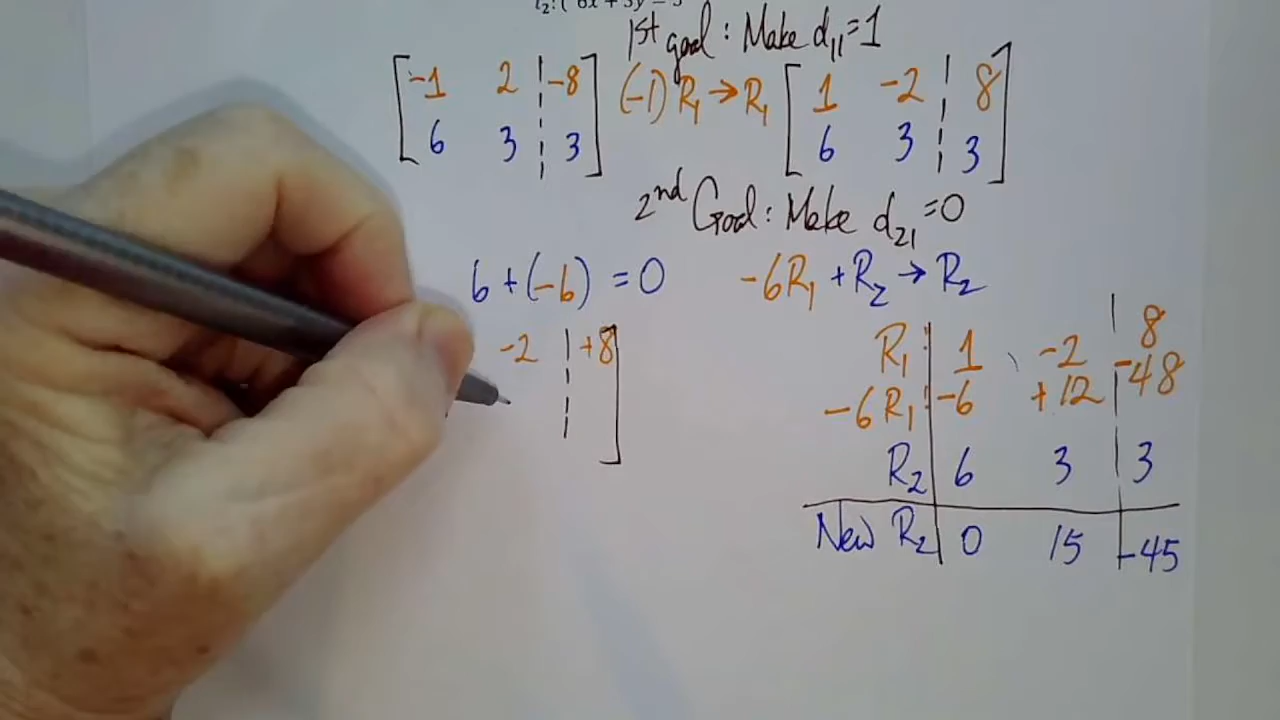 1st goal: Make d₁₁=1
[-1 2 ¦ -8] (-1)R₁→R₁ [1 -2 ¦ 8]
[6 3 ¦ 3] [6 3 ¦ 3]
2nd Goal: Make d₂₁=0
6+(-6)=0 -6R₁+R₂→R₂
-2 ¦ +8]
R₁: 1 -2 8
-6R₁: -6 +12 -48
R₂ 6 3 3
New R₂ 0 15 -45